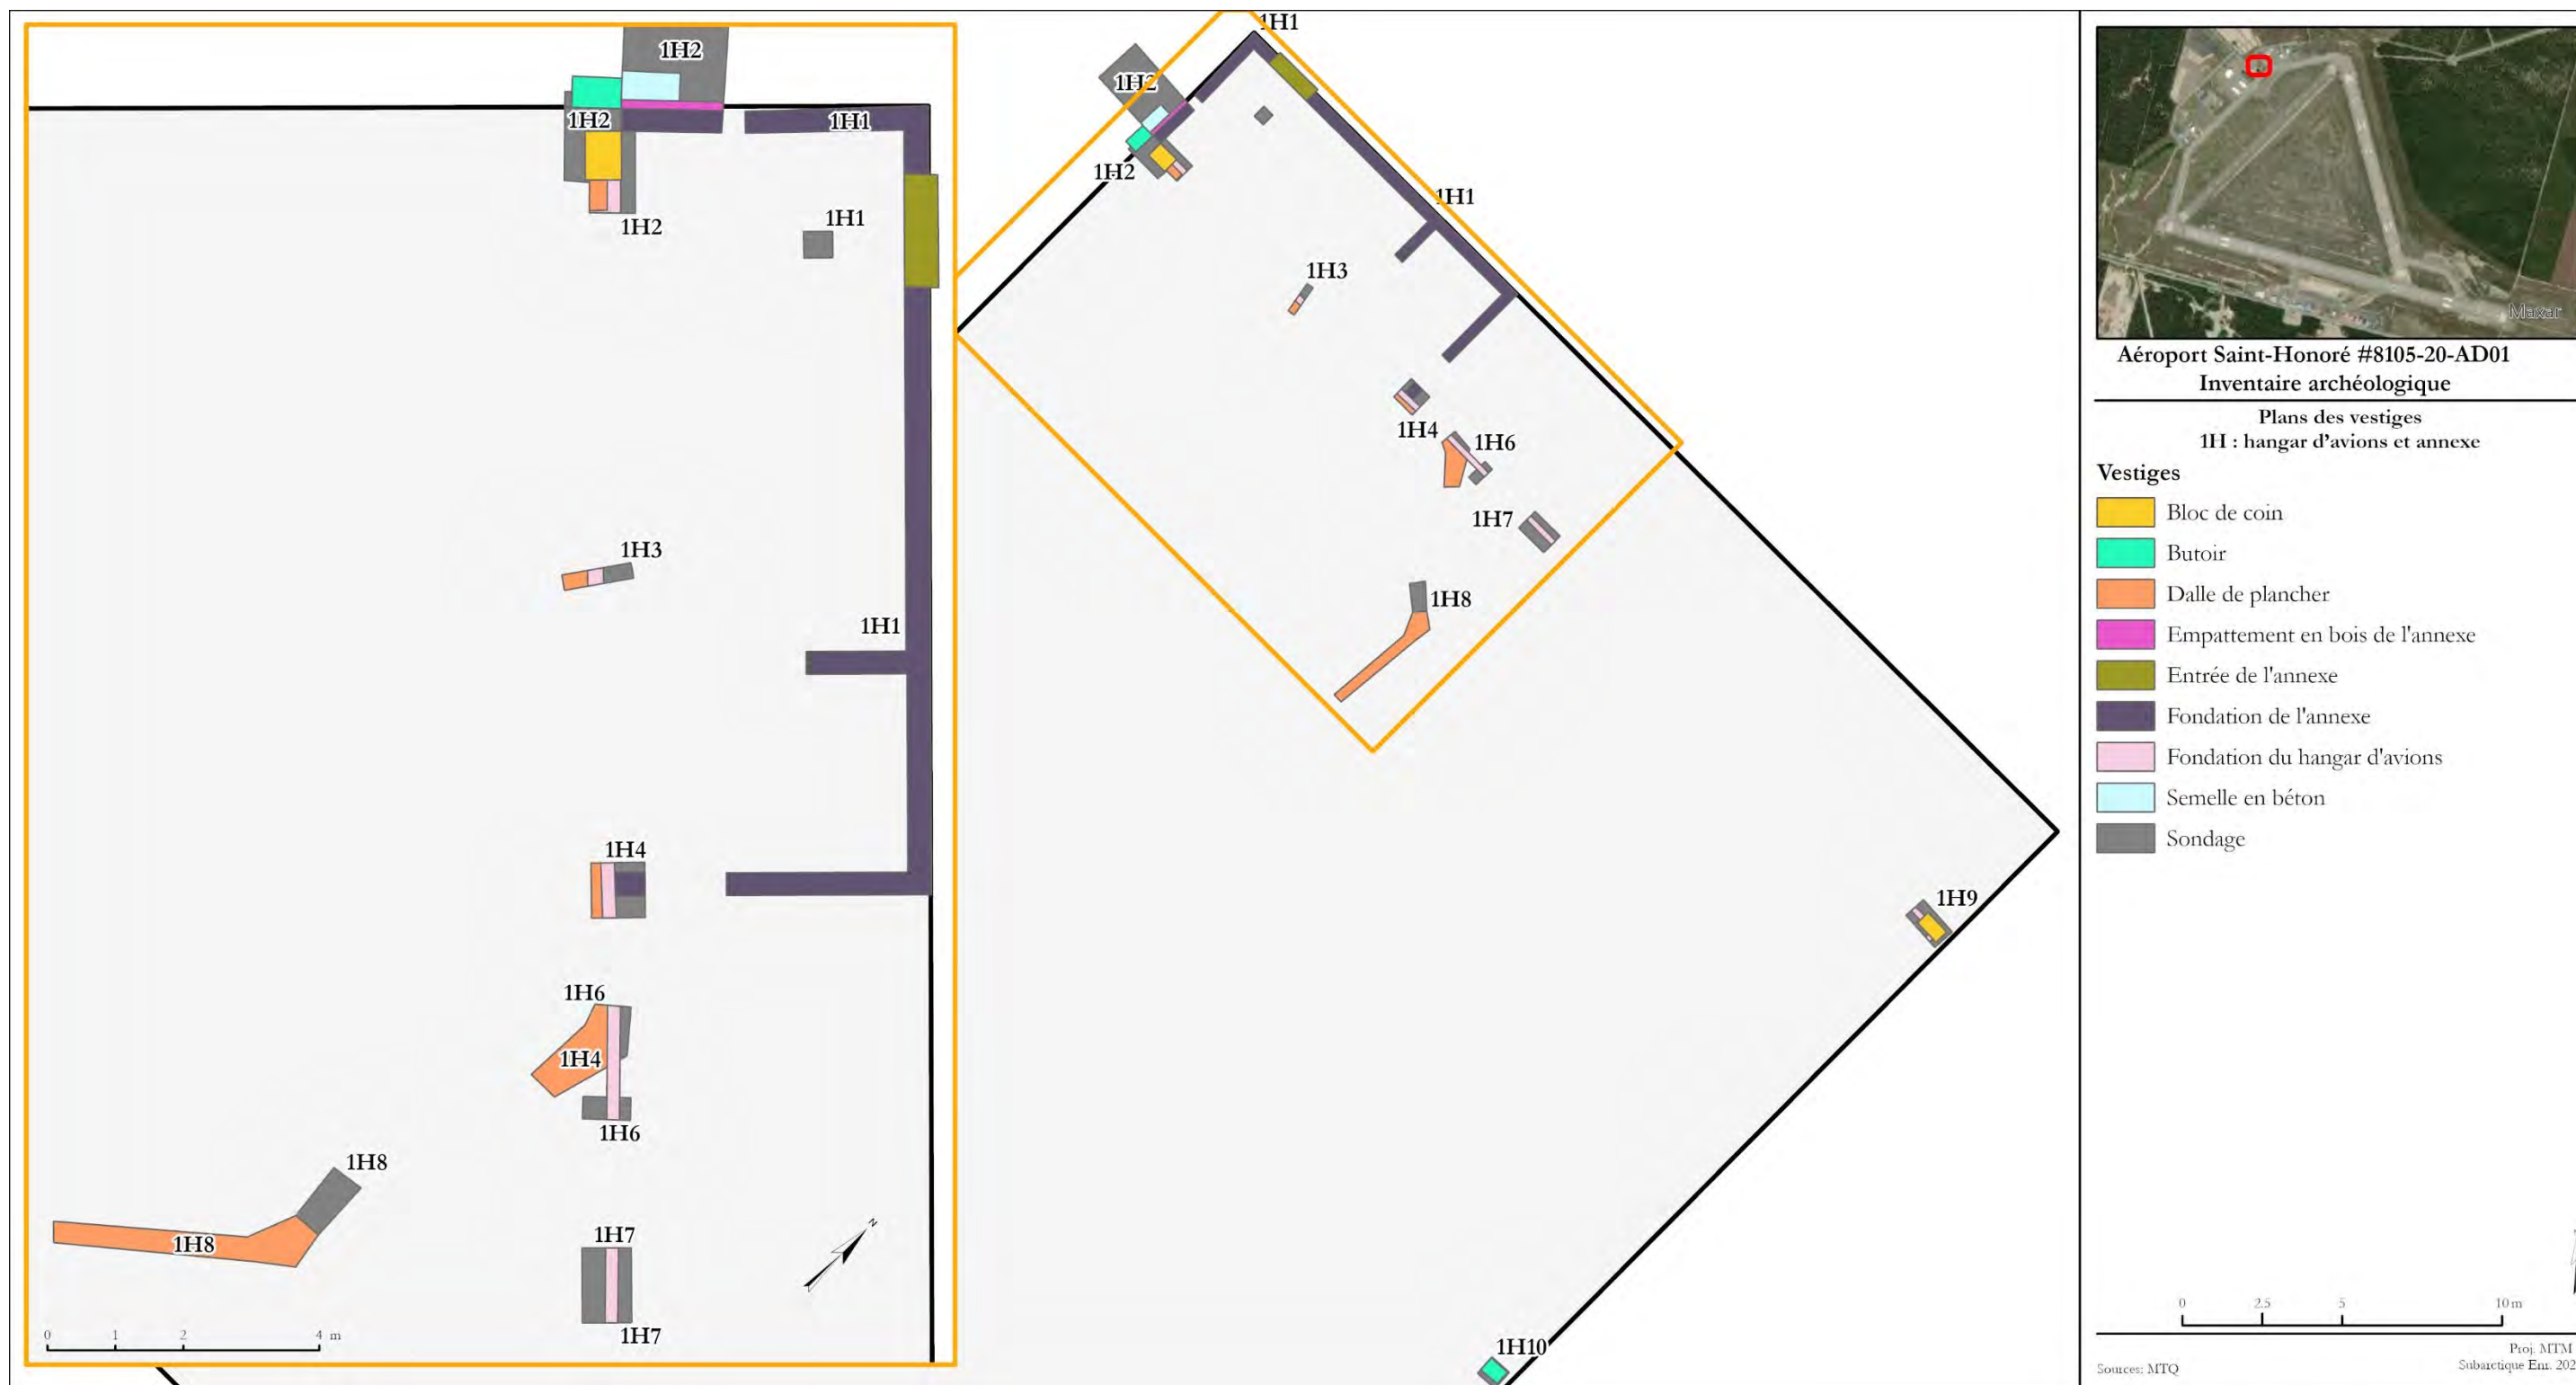 1H2
1H2
1H1
1H2
1H1
1H3
1H1
1H4
1H6
1H4
1H6
1H8
1H8
1H7
1H7
N
0 1 2 4 m
1H1
1H2
1H2
1H1
1H3
1H4
1H6
1H7
1H8
1H9
1H10
Maxar
Aéroport Saint-Honoré #8105-20-AD01
Inventaire archéologique
Plans des vestiges
1H : hangar d'avions et annexe
Vestiges
Bloc de coin
Butoir
Dalle de plancher
Empattement en bois de l'annexe
Entrée de l'annexe
Fondation de l'annexe
Fondation du hangar d'avions
Semelle en béton
Sondage
0 2.5 5 10 m
Proj. MTM
Sources: MTQ
Subarctique Enr. 202